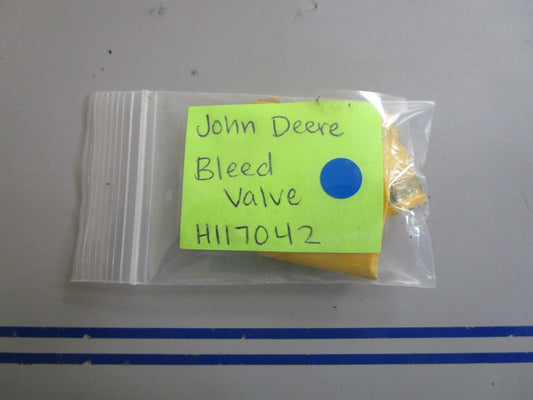 John Deere
Bleed
Valve
H117042